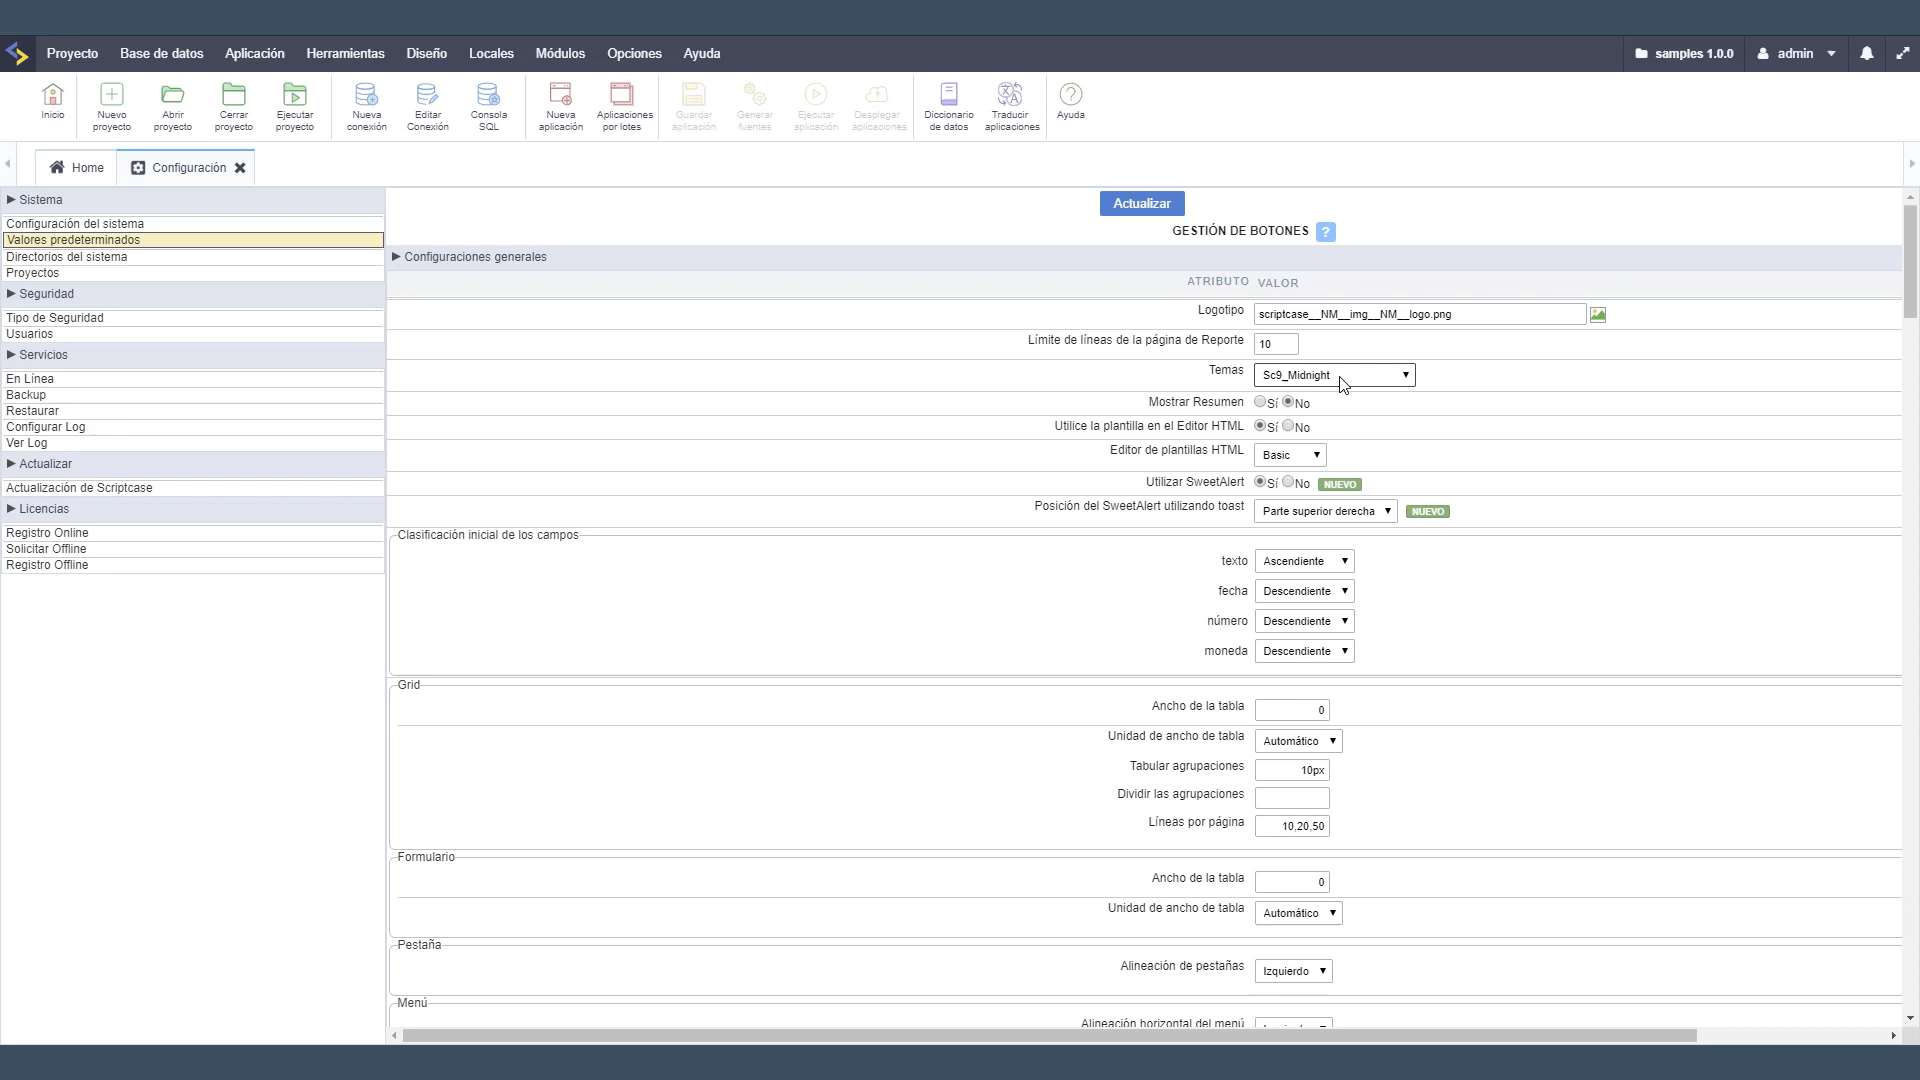 Proyecto Base de datos Aplicación Herramientas Diseño Locales Módulos Opciones Ayuda samples 1.0.0 admin
Inicio Nuevo proyecto Abrir proyecto Cerrar proyecto Ejecutar proyecto Nueva conexión Editar Conexión Consola SQL Nueva aplicación Aplicaciones por lotes Guardar aplicación Generar fuentes Ejecutar aplicación Desplegar aplicaciones Diccionario de datos Traducir aplicaciones Ayuda
Home Configuración
Sistema
Configuración del sistema
Valores predeterminados
Directorios del sistema
Proyectos
Seguridad
Tipo de Seguridad
Usuarios
Servicios
En Línea
Backup
Restaurar
Configurar Log
Ver Log
Actualizar
Actualización de Scriptcase
Licencias
Registro Online
Solicitar Offline
Registro Offline
Actualizar
GESTIÓN DE BOTONES ?
Configuraciones generales
ATRIBUTO VALOR
Logotipo scriptcase__NM__img__NM__logo.png
Límite de líneas de la página de Reporte 10
Temas Sc9_Midnight
Mostrar Resumen Sí No
Utilice la plantilla en el Editor HTML Sí No
Editor de plantillas HTML Basic
Utilizar SweetAlert Sí No NUEVO
Posición del SweetAlert utilizando toast Parte superior derecha NUEVO
Clasificación inicial de los campos
texto Ascendiente
fecha Descendiente
número Descendiente
moneda Descendiente
Grid
Ancho de la tabla 0
Unidad de ancho de tabla Automático
Tabular agrupaciones 10px
Dividir las agrupaciones
Líneas por página 10,20,50
Formulario
Ancho de la tabla 0
Unidad de ancho de tabla Automático
Pestaña
Alineación de pestañas Izquierdo
Menú
Alineación horizontal del menú